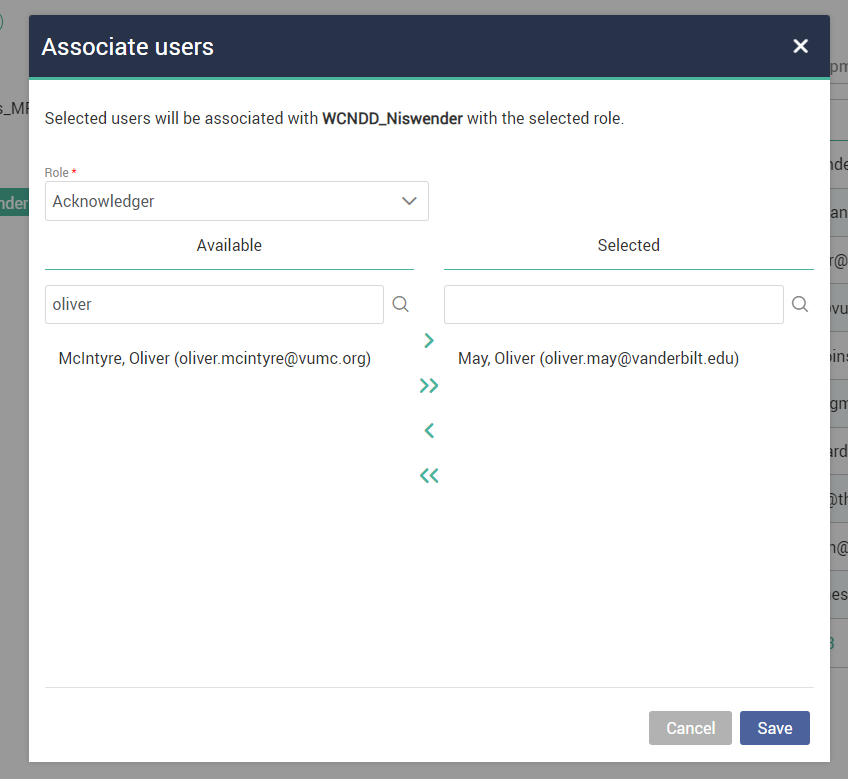 Associate users
Selected users will be associated with WCNDD_Niswender with the selected role.
Role *
Acknowledger
Available
Selected
oliver
McIntyre, Oliver (oliver.mcintyre@vumc.org)
May, Oliver (oliver.may@vanderbilt.edu)
Cancel
Save